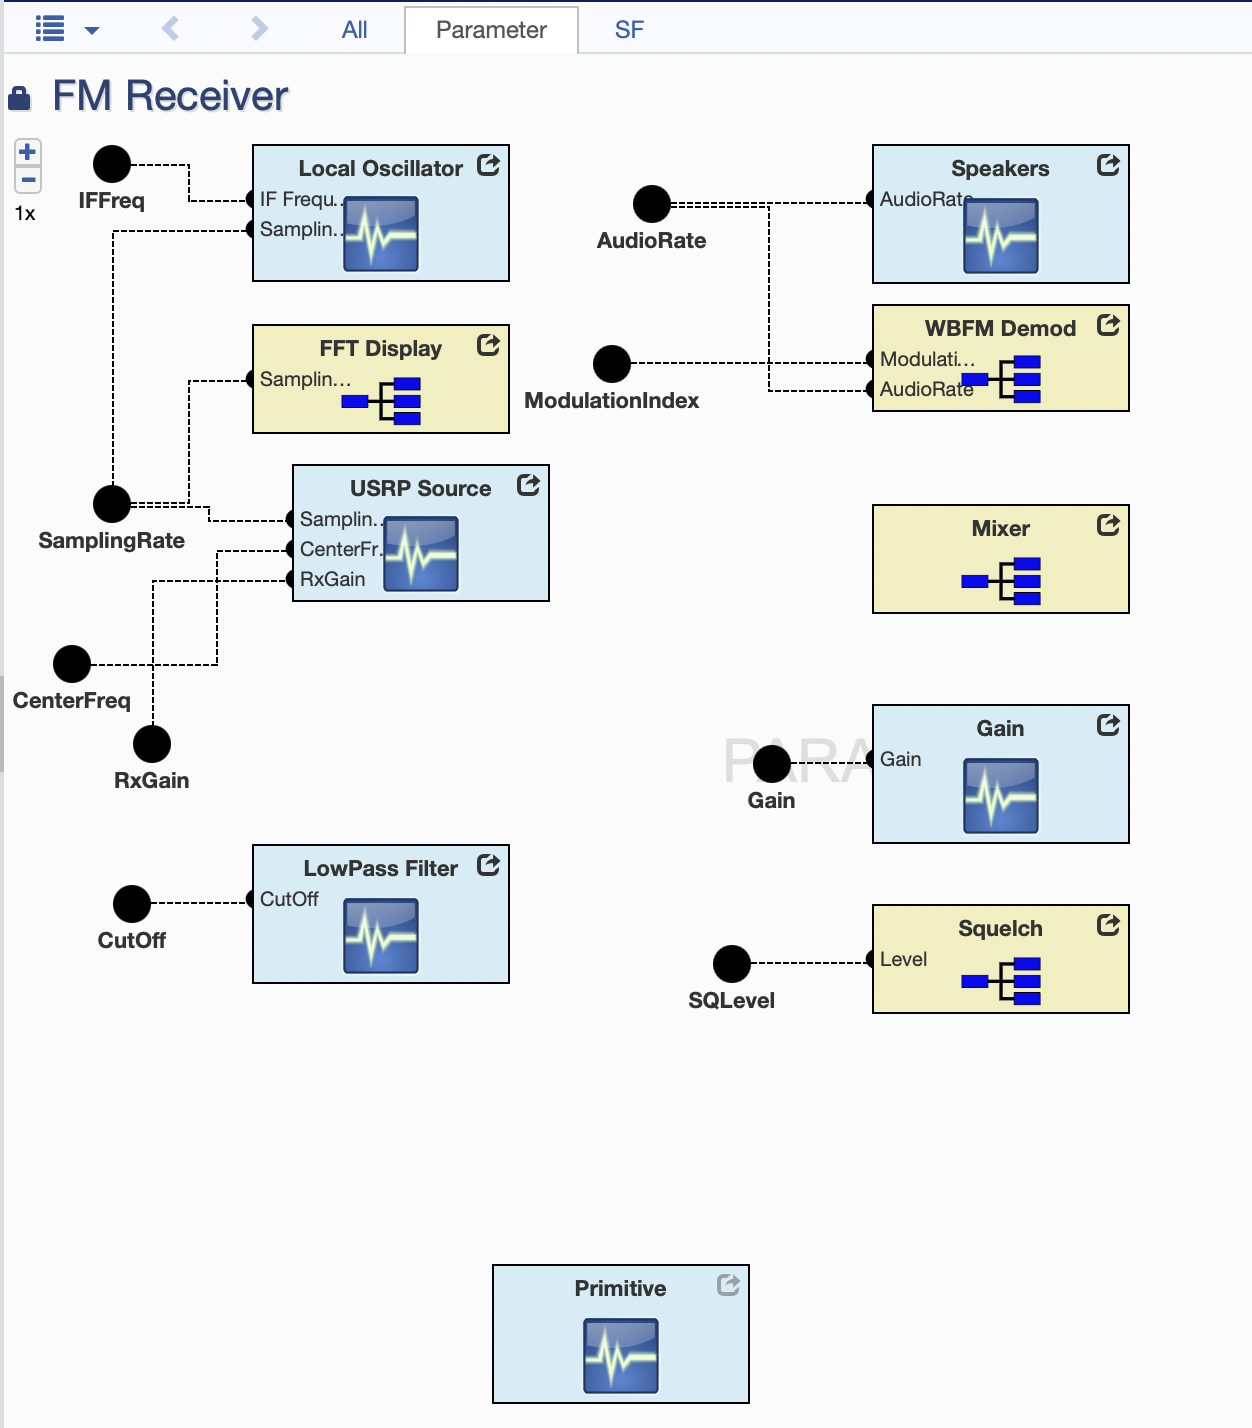 All
Parameter
SF
FM Receiver
1x
IFFreq
Local Oscillator
IF Frequ..
Samplin..
AudioRate
Speakers
AudioRate
FFT Display
Samplin...
ModulationIndex
WBFM Demod
Modulati...
AudioRate
SamplingRate
USRP Source
Samplin..
CenterFr.
RxGain
Mixer
CenterFreq
RxGain
PARA
Gain
Gain
Gain
CutOff
LowPass Filter
CutOff
SQLevel
Squelch
Level
Primitive